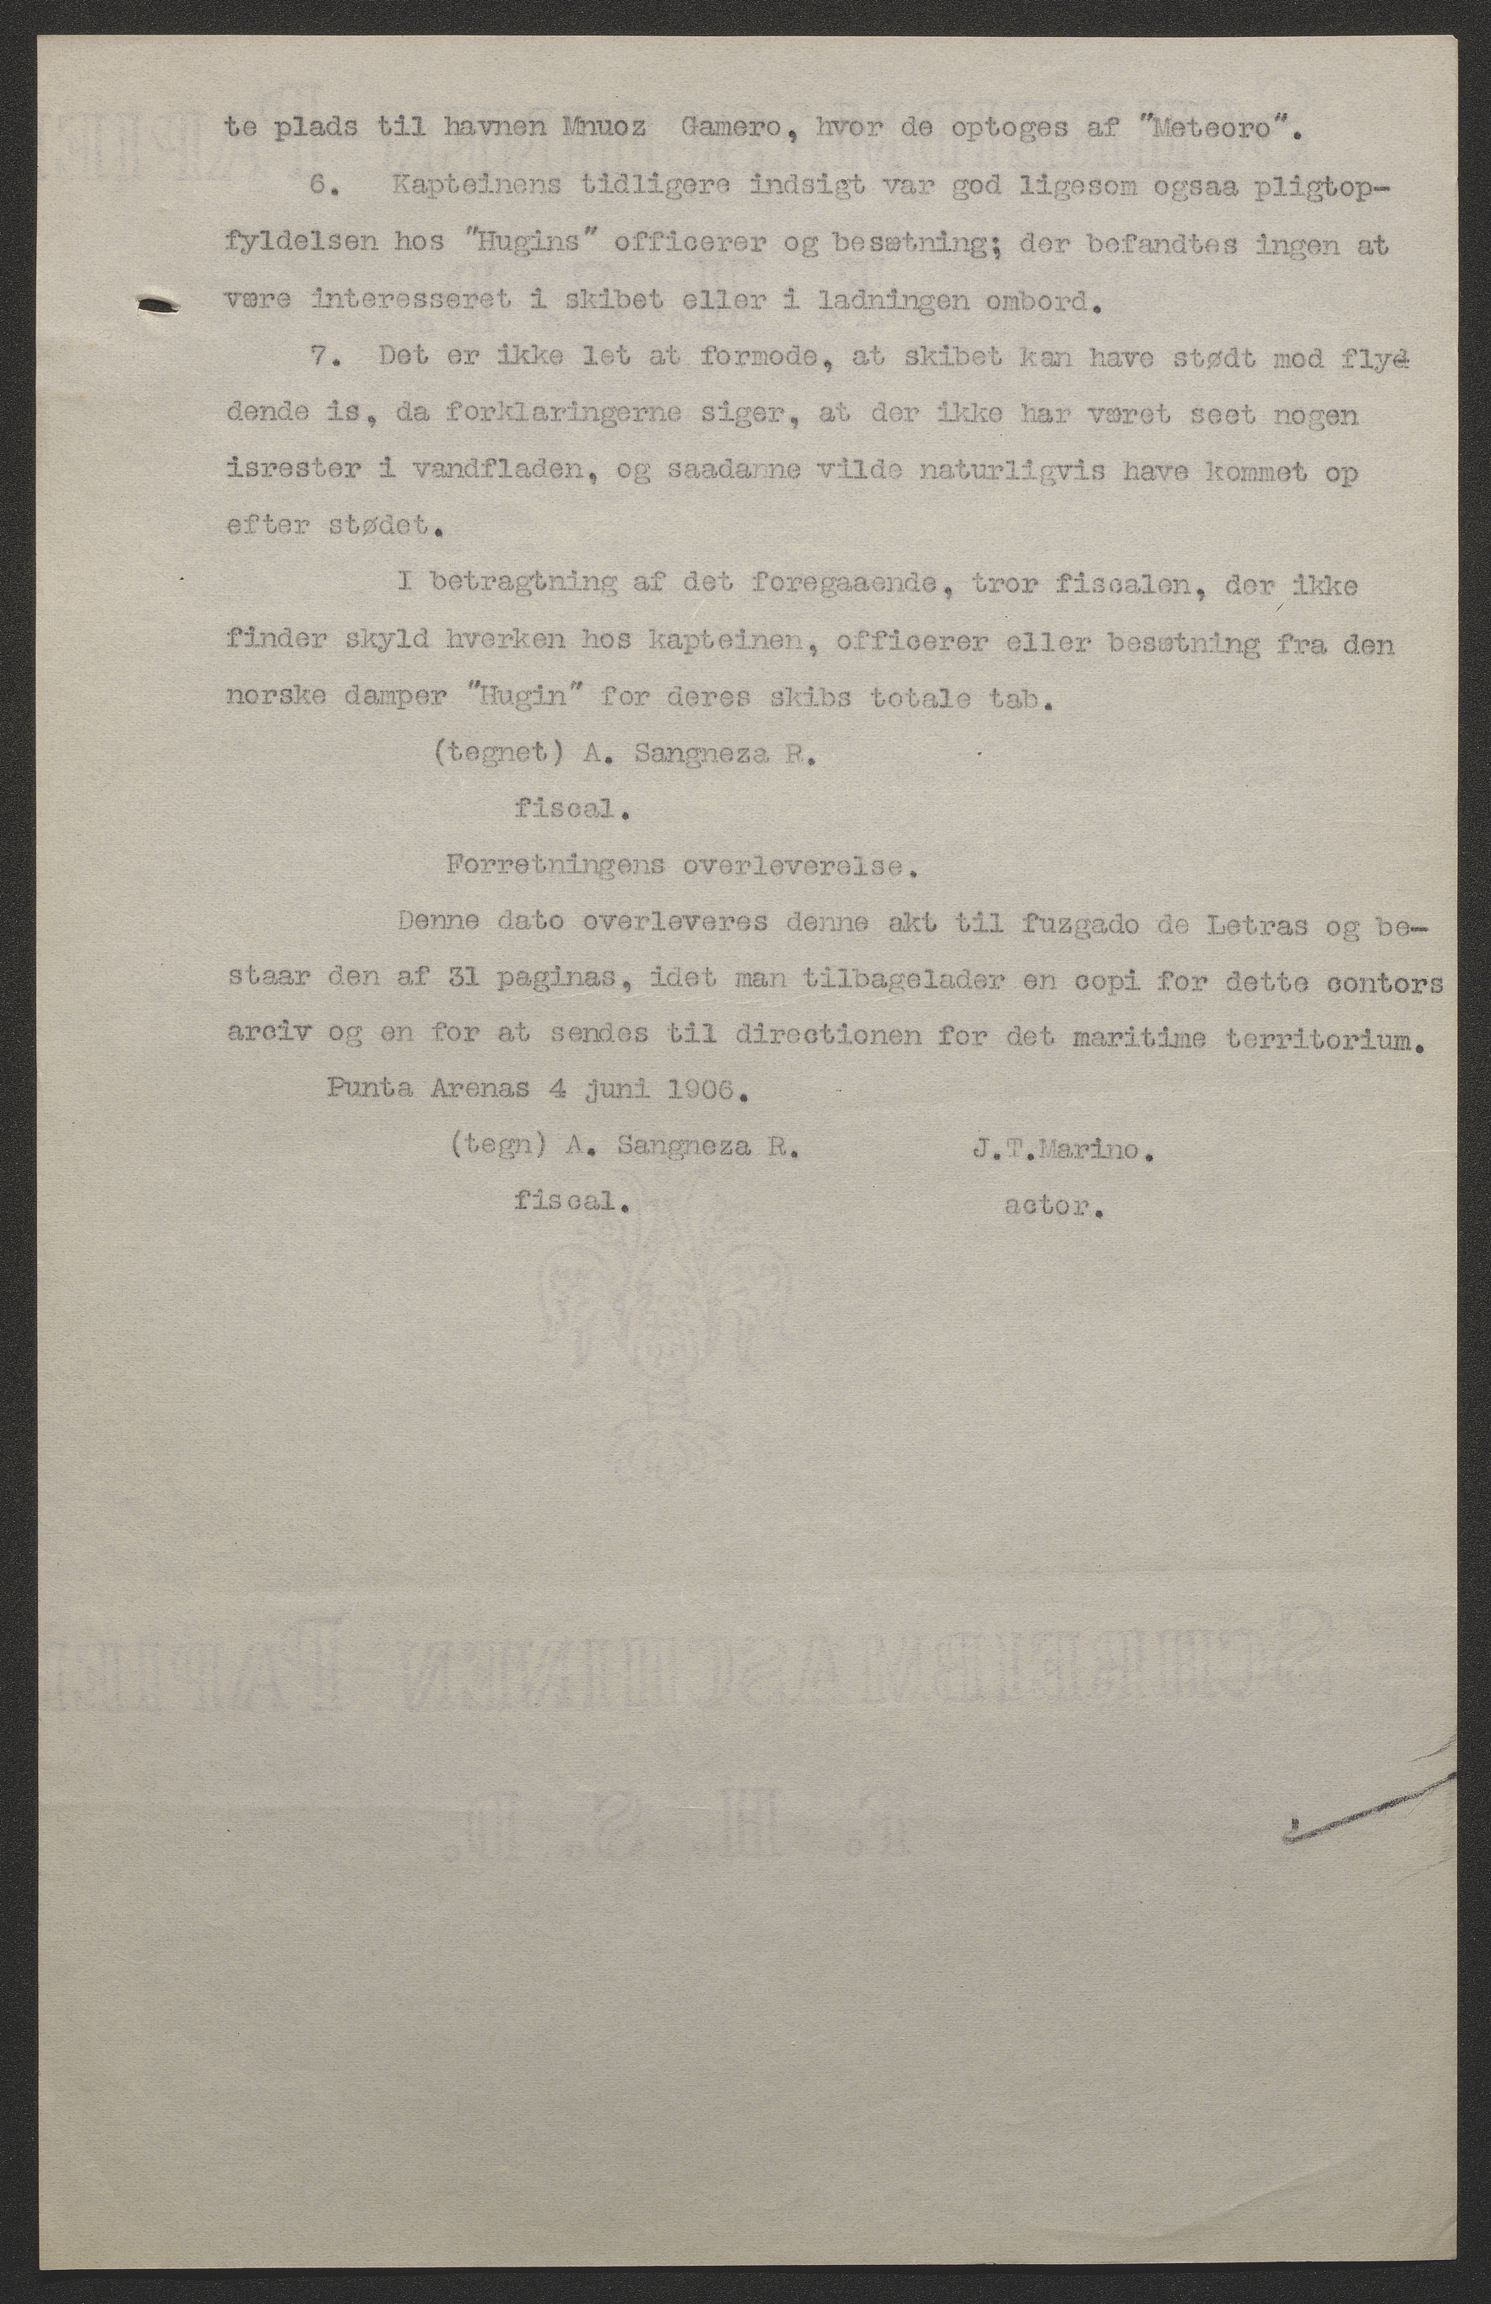 te plads til havnen Mnuoz Gamero, hvor de optoges af "Meteoro".
6. Kapteinens tidligere indsigt var god ligesom ogsaa pligtop-
fyldelsen hos "Hugins" officerer og besætning; der befandtes ingen at
være interesseret i skibet eller i ladningen ombord.
7. Det er ikke let at formode, at skibet kan have stødt mod flyd
dende is, da forklaringerne siger, at der ikke har været seet nogen
isrester i vandfladen, og saadanne vilde naturligvis have kommet op
efter stødet.
I betragtning af det foregaaende, tror fiscalen, der ikke
finder skyld hverken hos kapteinen, officerer eller besætning fra den
norske damper "Hugin" for deres skibs totale tab.
(tegnet) A. Sangneza R.
fiscal.
Forretningens overleverelse.
Denne dato overleveres denne akt til fuzgado de Letras og be-
staar den af 31 paginas, idet man tilbagelader en copi for dette contors
arciv og en for at sendes til directionen for det maritime territorium.
Punta Arenas 4 juni 1906.
(tegn) A. Sangneza R. J.T.Marino.
fiscal. actor.
SCHREIBMASCHINEN PAPIER
F. H. S. D.